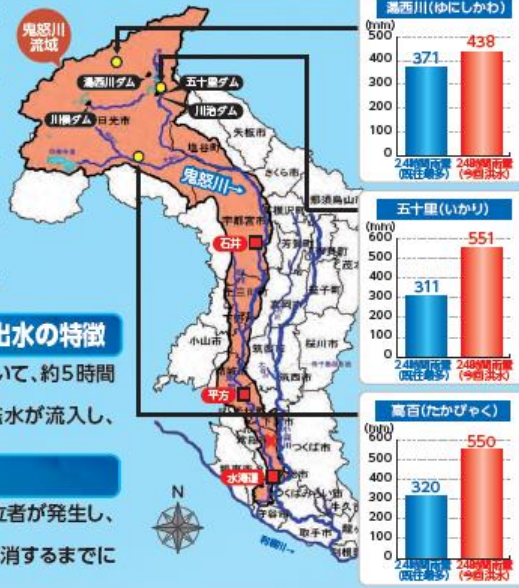 鬼怒川
流域
湯西川ダム
五十里ダム
川治ダム
川俣ダム
日光市
塩谷町
矢板市
さくら市
那須烏山市
鬼怒川→
宇都宮市
石井
芳賀町
出水の特徴
いて、約5時間
水が流入し、
小山市
桜川市
筑西市
平方
つくば市
水海道
守谷市
取手市
利根川→
N
位者が発生し、
消するまでに
湯西川(ゆにしかわ)
(mm)
500
400
300
200
100
0
371
438
24時間雨量
(既往最多)
24時間雨量
(今回洪水)
五十里(いかり)
(mm)
600
500
400
300
200
100
0
311
551
24時間雨量
(既往最多)
24時間雨量
(今回洪水)
高百(たかひゃく)
(mm)
600
500
400
300
200
100
0
320
550
24時間雨量
(既往最多)
24時間雨量
(今回洪水)